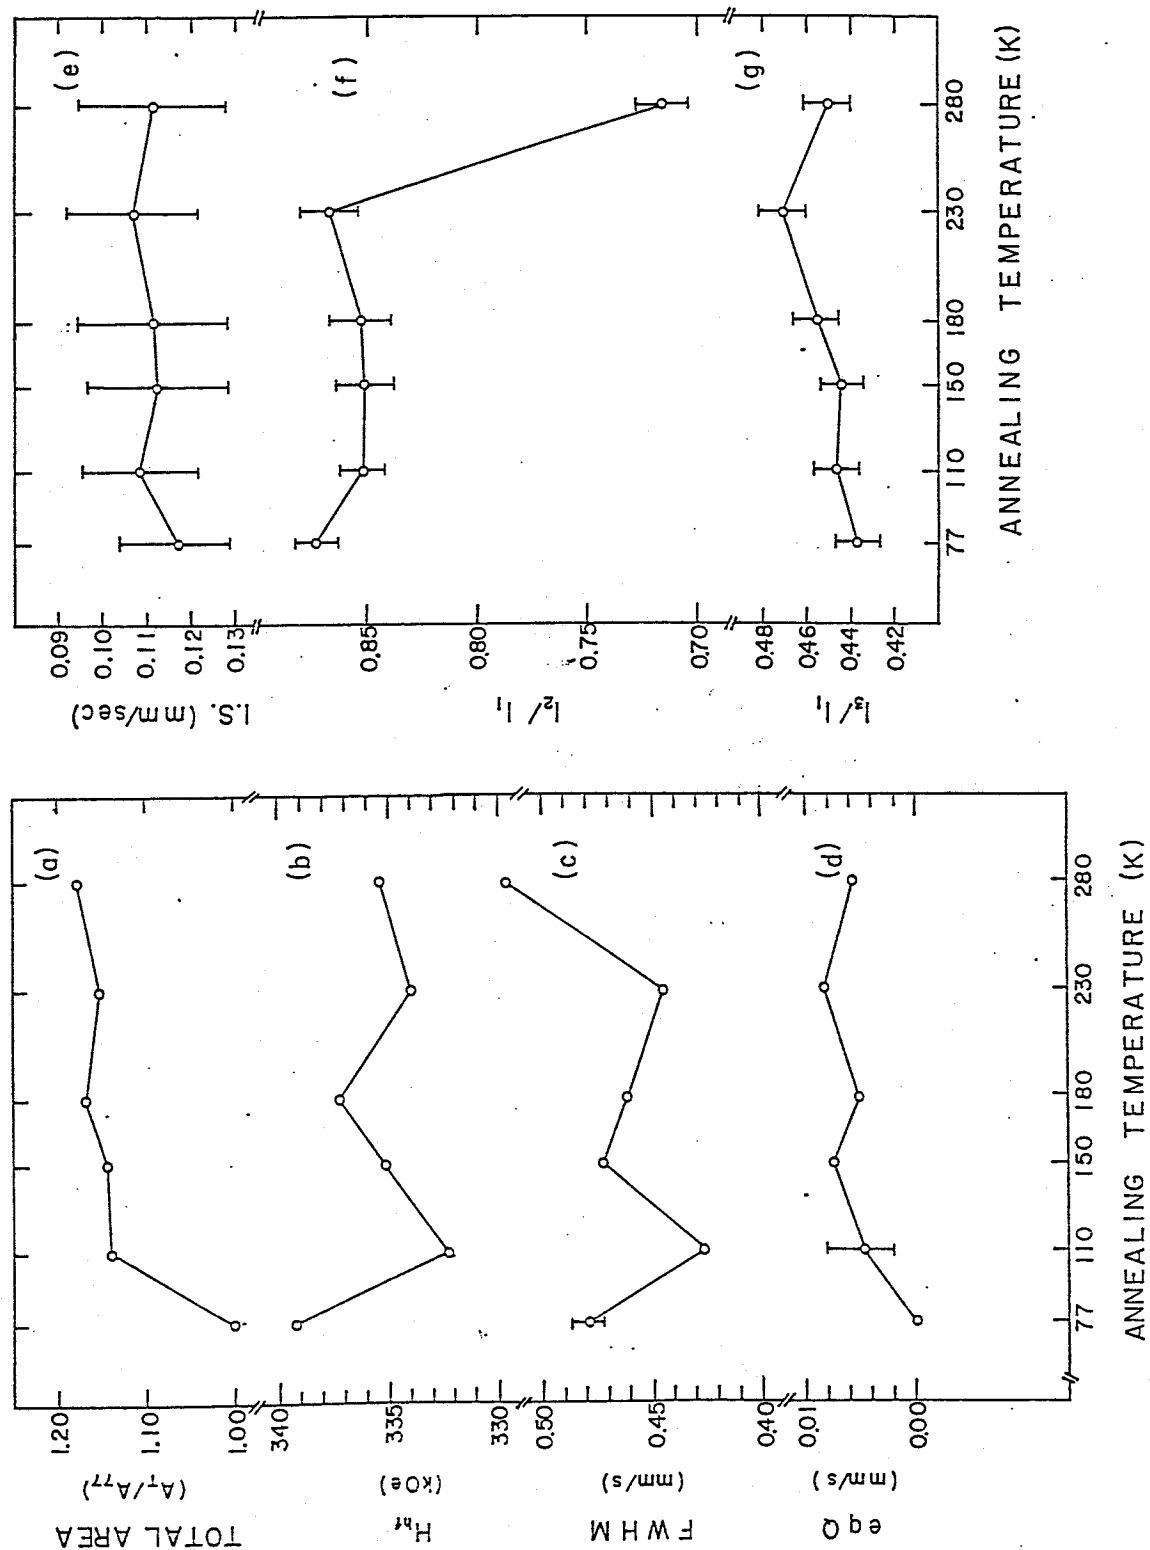 TOTAL AREA
(A_T/A_77)
1.20
1.10
1.00
(a)
H_hf
(kOe)
340
335
330
(b)
FWHM
(mm/s)
0.50
0.45
0.40
(c)
eqQ
(mm/s)
0.01
0.00
(d)
77 110 150 180 230 280
ANNEALING TEMPERATURE (K)
I.S. (mm/sec)
0.09
0.10
0.11
0.12
0.13
(e)
I_2/I_1
0.85
0.80
0.75
0.70
(f)
I_3/I_1
0.48
0.46
0.44
0.42
(g)
77 110 150 180 230 280
ANNEALING TEMPERATURE (K)